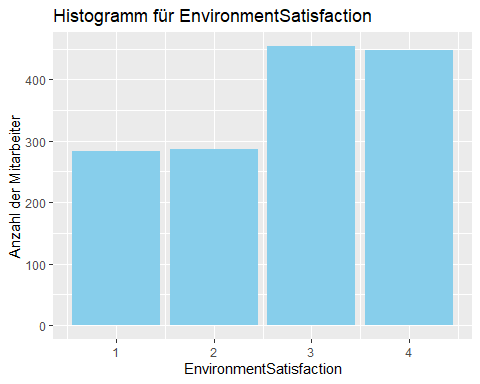 Histogramm für EnvironmentSatisfaction
Anzahl der Mitarbeiter
400
300
200
100
0
1 2 3 4
EnvironmentSatisfaction